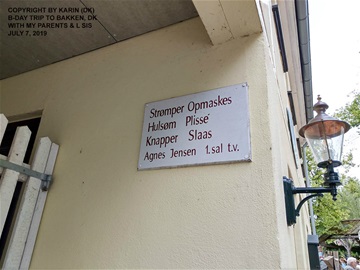 COPYRIGHT BY KARIN (DK)
B-DAY TRIP TO BAKKEN, DK
WITH MY PARENTS & L SIS
JULY 7, 2019
Strømper Opmaskes
Hulsøm Plissé
Knapper Slaas
Agnes Jensen 1.sal t.v.